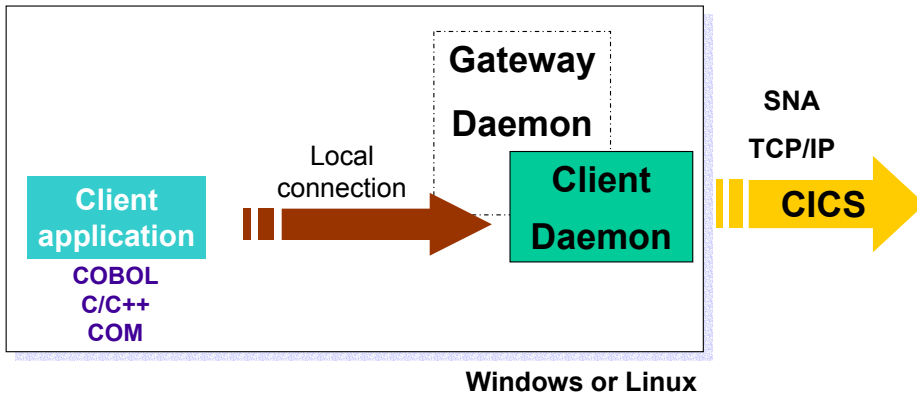 Gateway
Daemon
SNA
TCP/IP
Local
connection
Client
application
Client
Daemon
CICS
COBOL
C/C++
COM
Windows or Linux